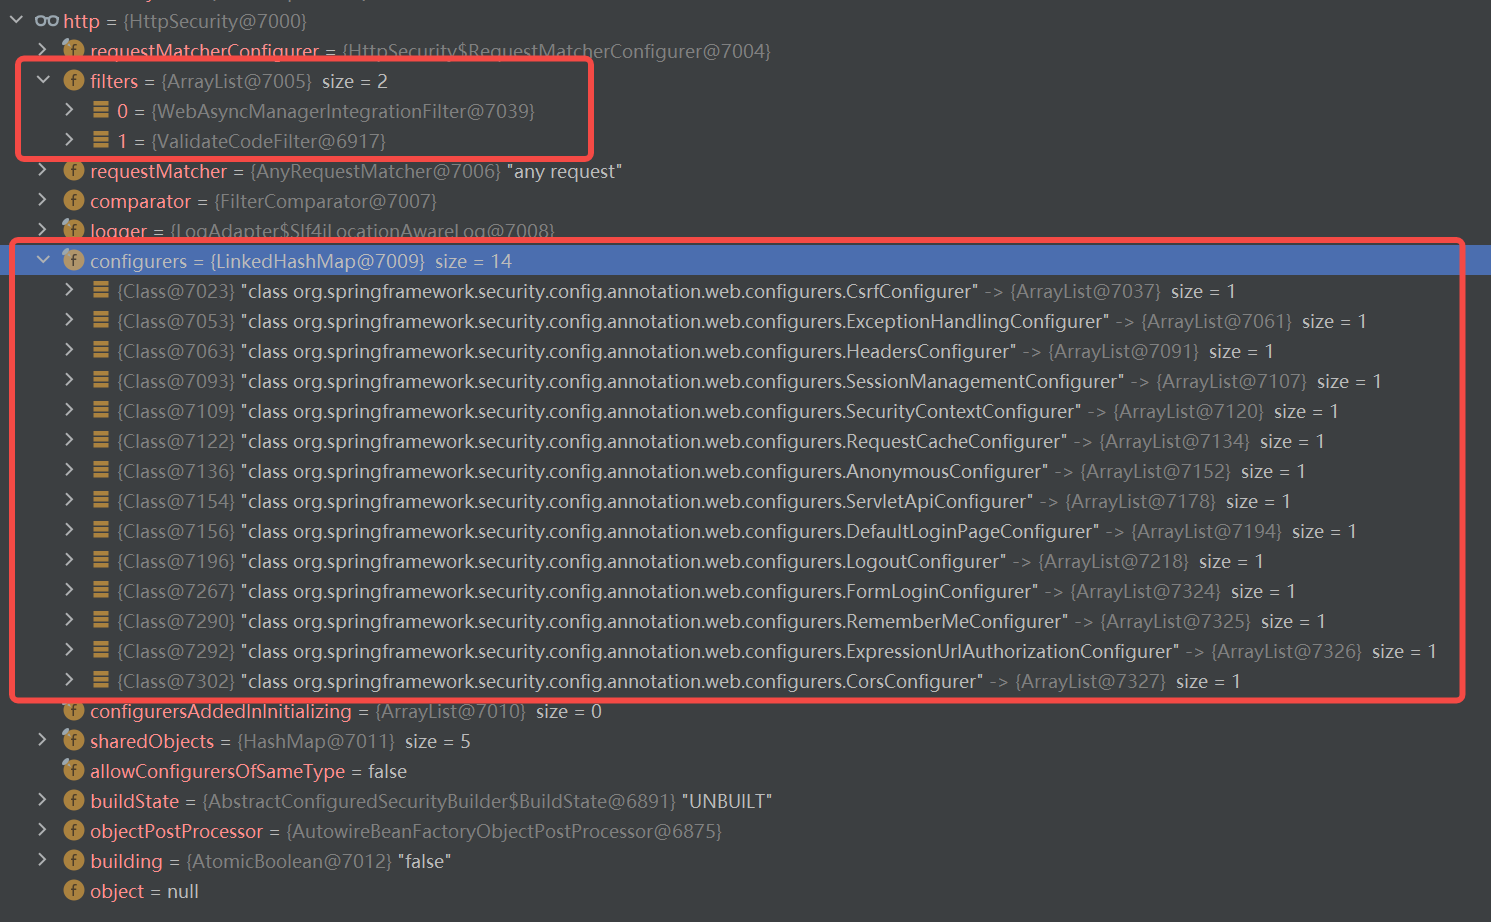 http = {HttpSecurity@7000}
requestMatcherConfigurer = {HttpSecurity$RequestMatcherConfigurer@7004}
filters = {ArrayList@7005} size = 2
0 = {WebAsyncManagerIntegrationFilter@7039}
1 = {ValidateCodeFilter@6917}
requestMatcher = {AnyRequestMatcher@7006} "any request"
comparator = {FilterComparator@7007}
logger = {LogAdapter$Slf4jLocationAwareLog@7008}
configurers = {LinkedHashMap@7009} size = 14
{Class@7023} "class org.springframework.security.config.annotation.web.configurers.CsrfConfigurer" -> {ArrayList@7037} size = 1
{Class@7053} "class org.springframework.security.config.annotation.web.configurers.ExceptionHandlingConfigurer" -> {ArrayList@7061} size = 1
{Class@7063} "class org.springframework.security.config.annotation.web.configurers.HeadersConfigurer" -> {ArrayList@7091} size = 1
{Class@7093} "class org.springframework.security.config.annotation.web.configurers.SessionManagementConfigurer" -> {ArrayList@7107} size = 1
{Class@7109} "class org.springframework.security.config.annotation.web.configurers.SecurityContextConfigurer" -> {ArrayList@7120} size = 1
{Class@7122} "class org.springframework.security.config.annotation.web.configurers.RequestCacheConfigurer" -> {ArrayList@7134} size = 1
{Class@7136} "class org.springframework.security.config.annotation.web.configurers.AnonymousConfigurer" -> {ArrayList@7152} size = 1
{Class@7154} "class org.springframework.security.config.annotation.web.configurers.ServletApiConfigurer" -> {ArrayList@7178} size = 1
{Class@7156} "class org.springframework.security.config.annotation.web.configurers.DefaultLoginPageConfigurer" -> {ArrayList@7194} size = 1
{Class@7196} "class org.springframework.security.config.annotation.web.configurers.LogoutConfigurer" -> {ArrayList@7218} size = 1
{Class@7267} "class org.springframework.security.config.annotation.web.configurers.FormLoginConfigurer" -> {ArrayList@7324} size = 1
{Class@7290} "class org.springframework.security.config.annotation.web.configurers.RememberMeConfigurer" -> {ArrayList@7325} size = 1
{Class@7292} "class org.springframework.security.config.annotation.web.configurers.ExpressionUrlAuthorizationConfigurer" -> {ArrayList@7326} size = 1
{Class@7302} "class org.springframework.security.config.annotation.web.configurers.CorsConfigurer" -> {ArrayList@7327} size = 1
configurersAddedInInitializing = {ArrayList@7010} size = 0
sharedObjects = {HashMap@7011} size = 5
allowConfigurersOfSameType = false
buildState = {AbstractConfiguredSecurityBuilder$BuildState@6891} "UNBUILT"
objectPostProcessor = {AutowireBeanFactoryObjectPostProcessor@6875}
building = {AtomicBoolean@7012} "false"
object = null